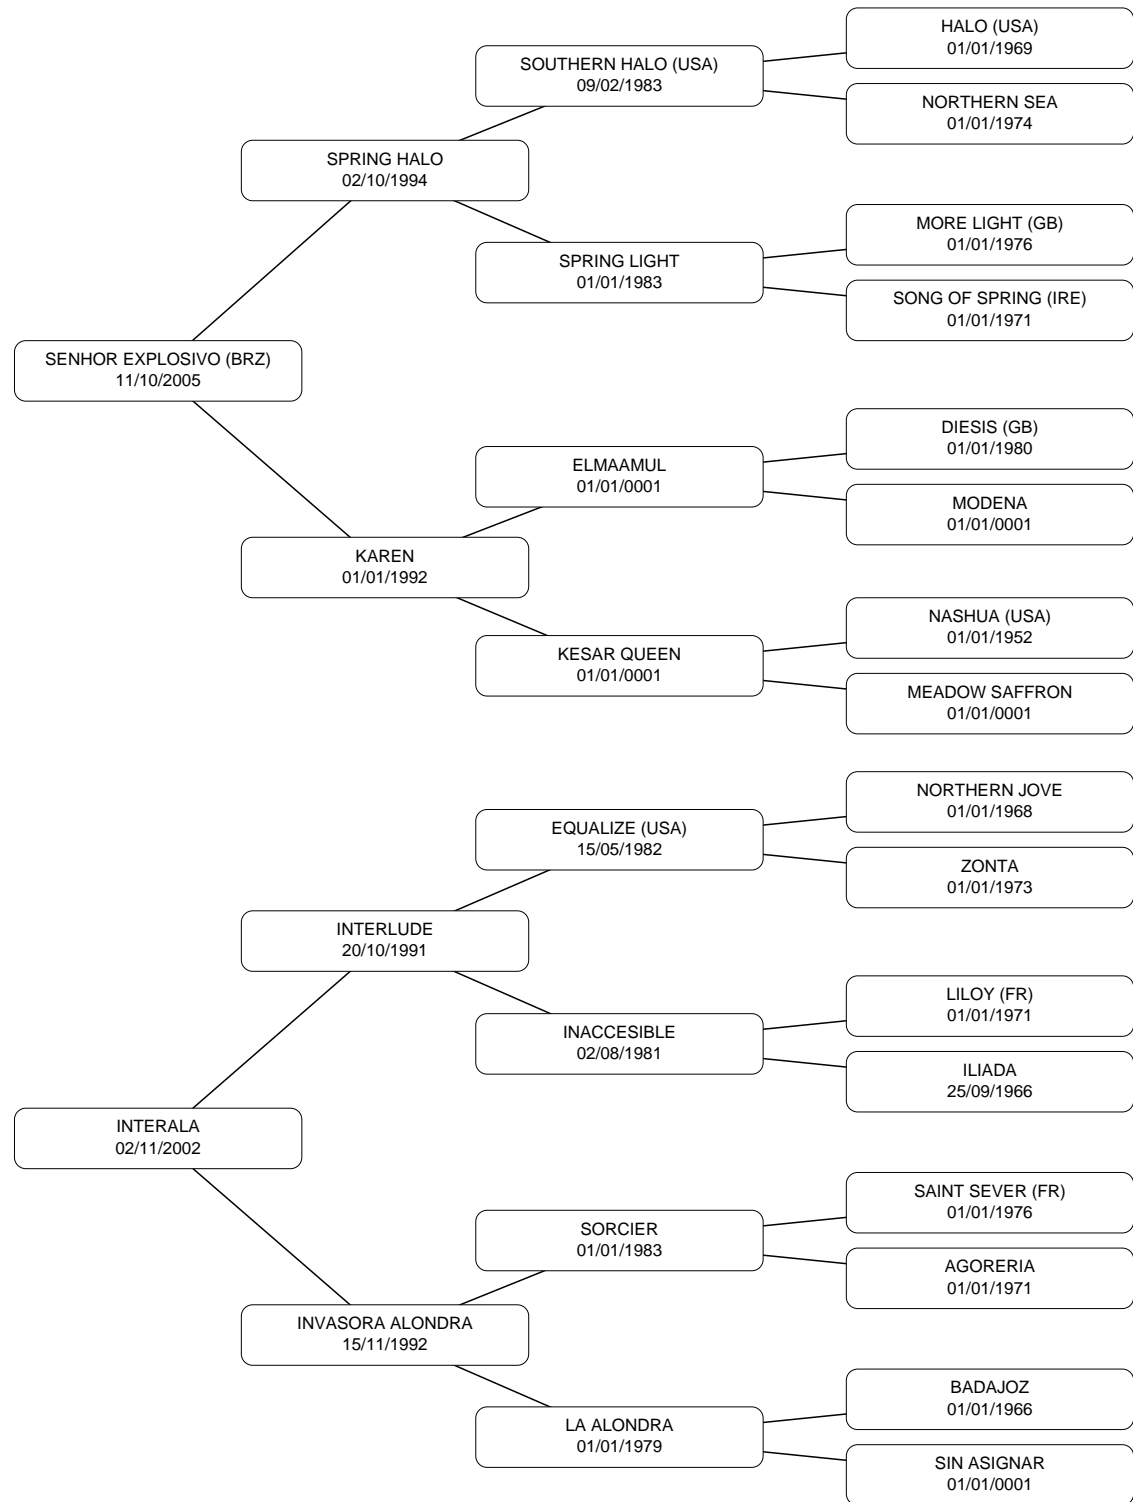 HALO (USA)
01/01/1969
SOUTHERN HALO (USA)
09/02/1983
NORTHERN SEA
01/01/1974
SPRING HALO
02/10/1994
MORE LIGHT (GB)
01/01/1976
SPRING LIGHT
01/01/1983
SONG OF SPRING (IRE)
01/01/1971
SENHOR EXPLOSIVO (BRZ)
11/10/2005
DIESIS (GB)
01/01/1980
ELMAAMUL
01/01/0001
MODENA
01/01/0001
KAREN
01/01/1992
NASHUA (USA)
01/01/1952
KESAR QUEEN
01/01/0001
MEADOW SAFFRON
01/01/0001
NORTHERN JOVE
01/01/1968
EQUALIZE (USA)
15/05/1982
ZONTA
01/01/1973
INTERLUDE
20/10/1991
LILOY (FR)
01/01/1971
INACCESIBLE
02/08/1981
ILIADA
25/09/1966
INTERALA
02/11/2002
SAINT SEVER (FR)
01/01/1976
SORCIER
01/01/1983
AGORERIA
01/01/1971
INVASORA ALONDRA
15/11/1992
BADAJOZ
01/01/1966
LA ALONDRA
01/01/1979
SIN ASIGNAR
01/01/0001